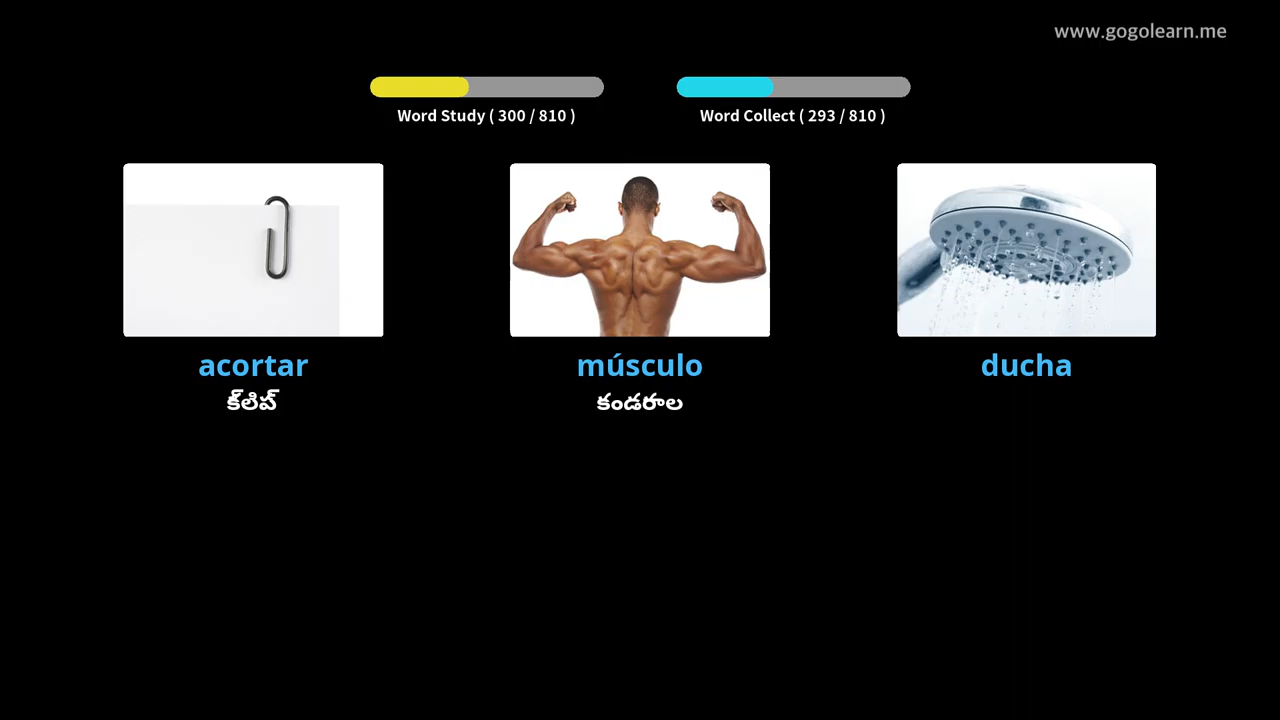 www.gogolearn.me
Word Study ( 300 / 810 )
Word Collect ( 293 / 810 )
acortar
క్‌లిప్
músculo
కండరాల
ducha